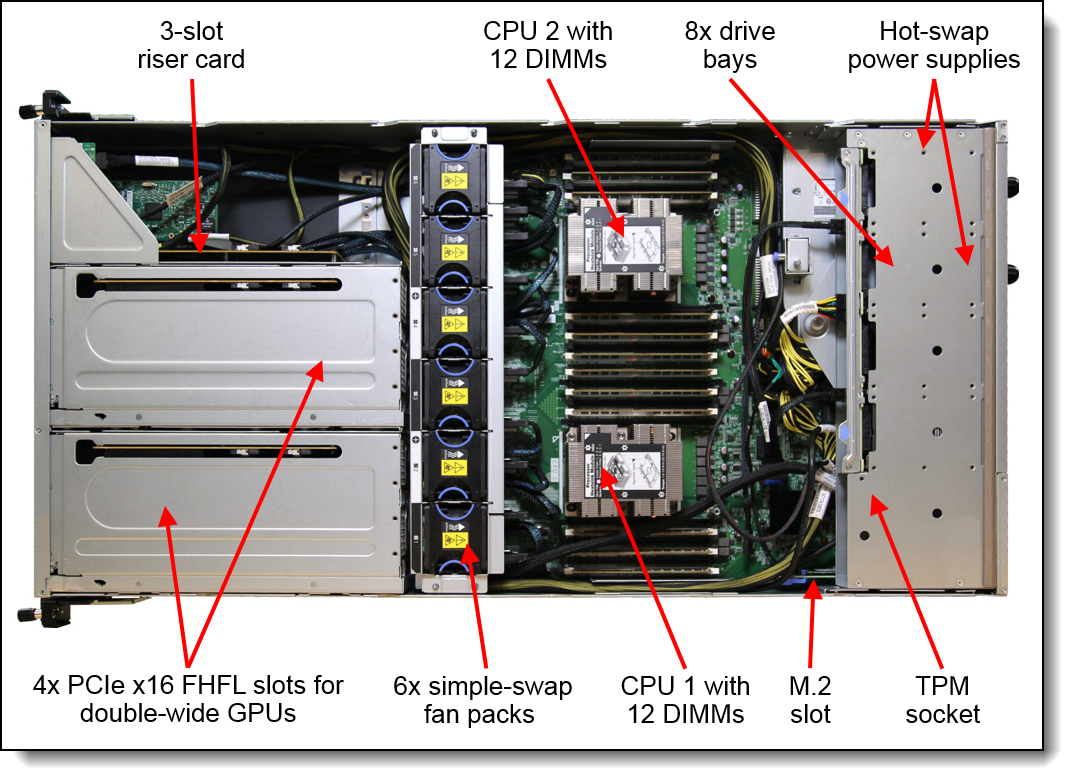 3-slot
riser card
CPU 2 with
12 DIMMs
8x drive
bays
Hot-swap
power supplies
4x PCIe x16 FHFL slots for
double-wide GPUs
6x simple-swap
fan packs
CPU 1 with
12 DIMMs
M.2
slot
TPM
socket